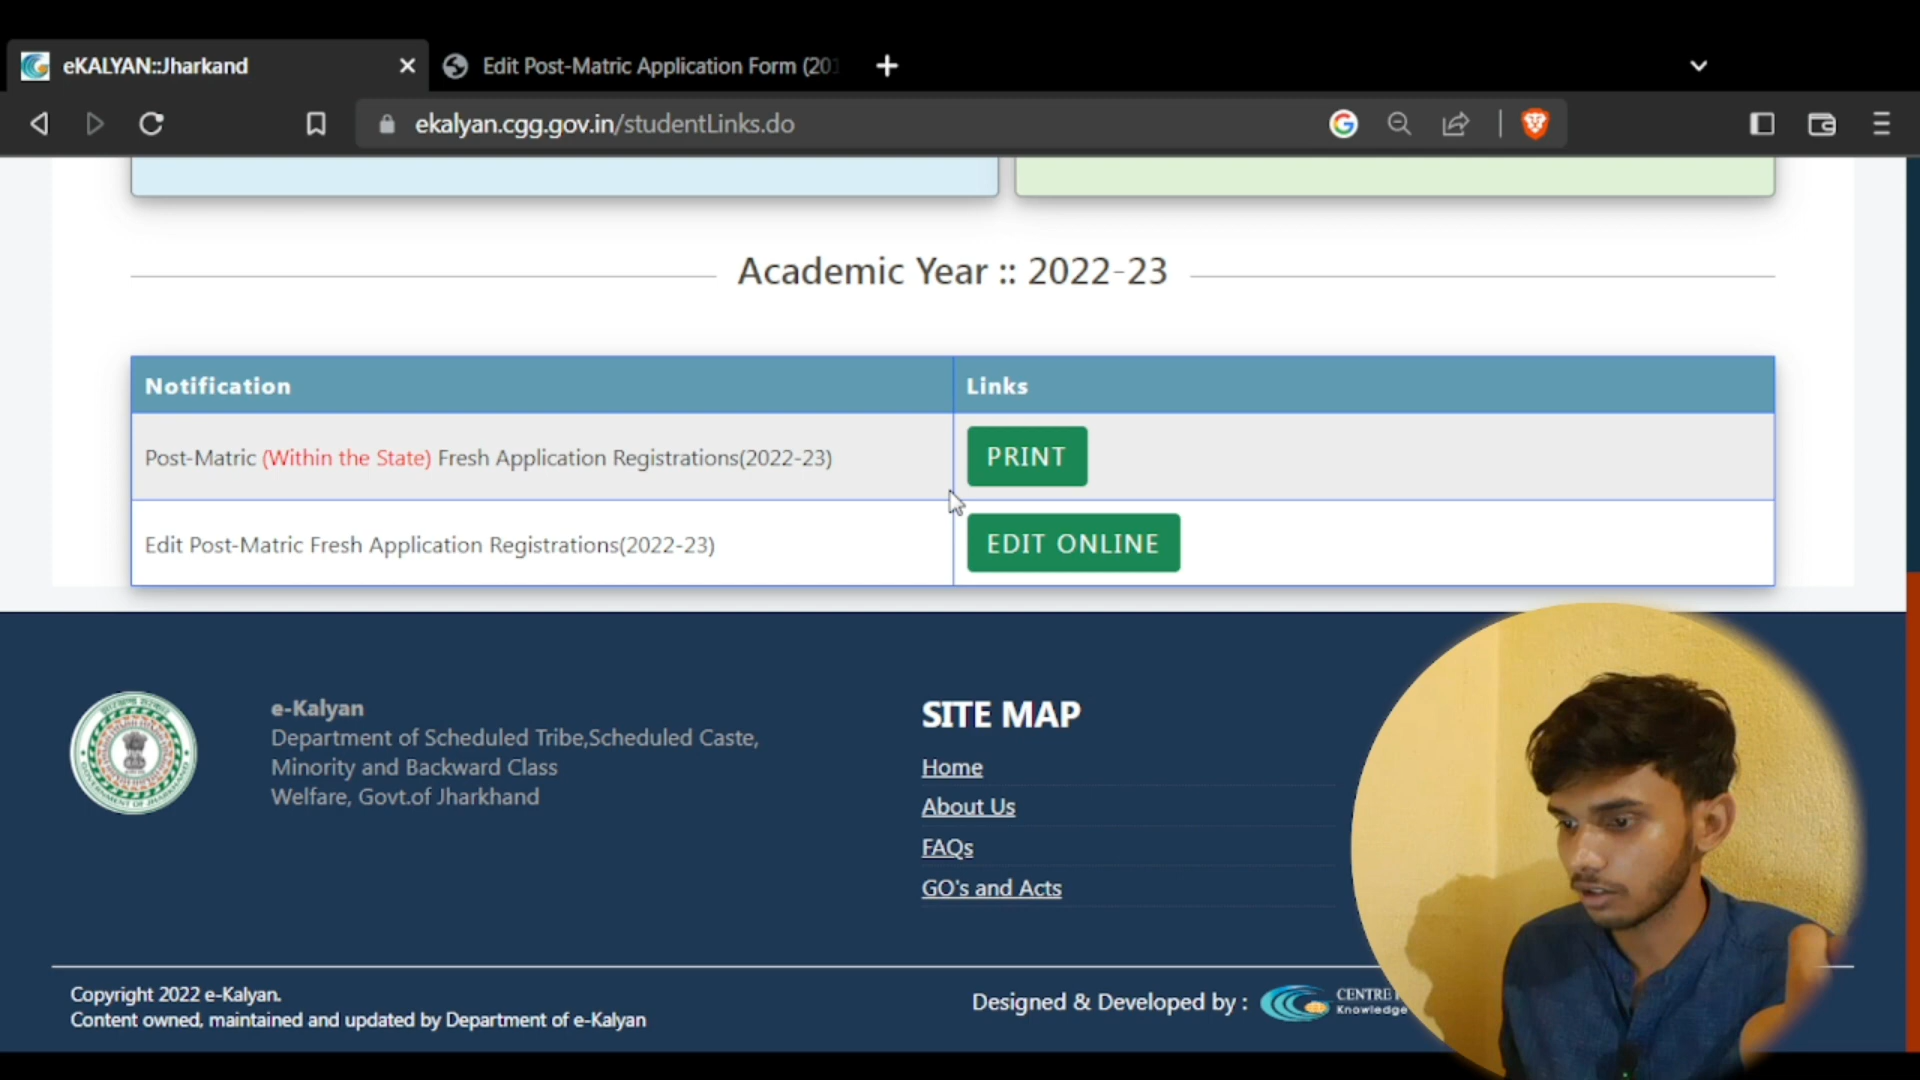 eKALYAN::Jharkand
Edit Post-Matric Application Form (201
ekalyan.cgg.gov.in/studentLinks.do
Academic Year :: 2022-23
Notification
Links
Post-Matric (Within the State) Fresh Application Registrations(2022-23)
PRINT
Edit Post-Matric Fresh Application Registrations(2022-23)
EDIT ONLINE
e-Kalyan
Department of Scheduled Tribe,Scheduled Caste,
Minority and Backward Class
Welfare, Govt.of Jharkhand
SITE MAP
Home
About Us
FAQs
GO's and Acts
Copyright 2022 e-Kalyan.
Content owned, maintained and updated by Department of e-Kalyan
Designed & Developed by :
CENTRE
Knowledge